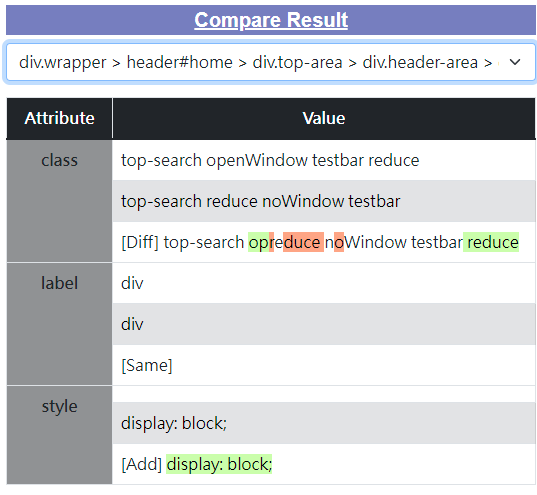 Compare Result
div.wrapper > header#home > div.top-area > div.header-area >
Attribute Value
class top-search openWindow testbar reduce
top-search reduce noWindow testbar
[Diff] top-search opreduce noWindow testbar reduce
label div
div
[Same]
style
display: block;
[Add] display: block;